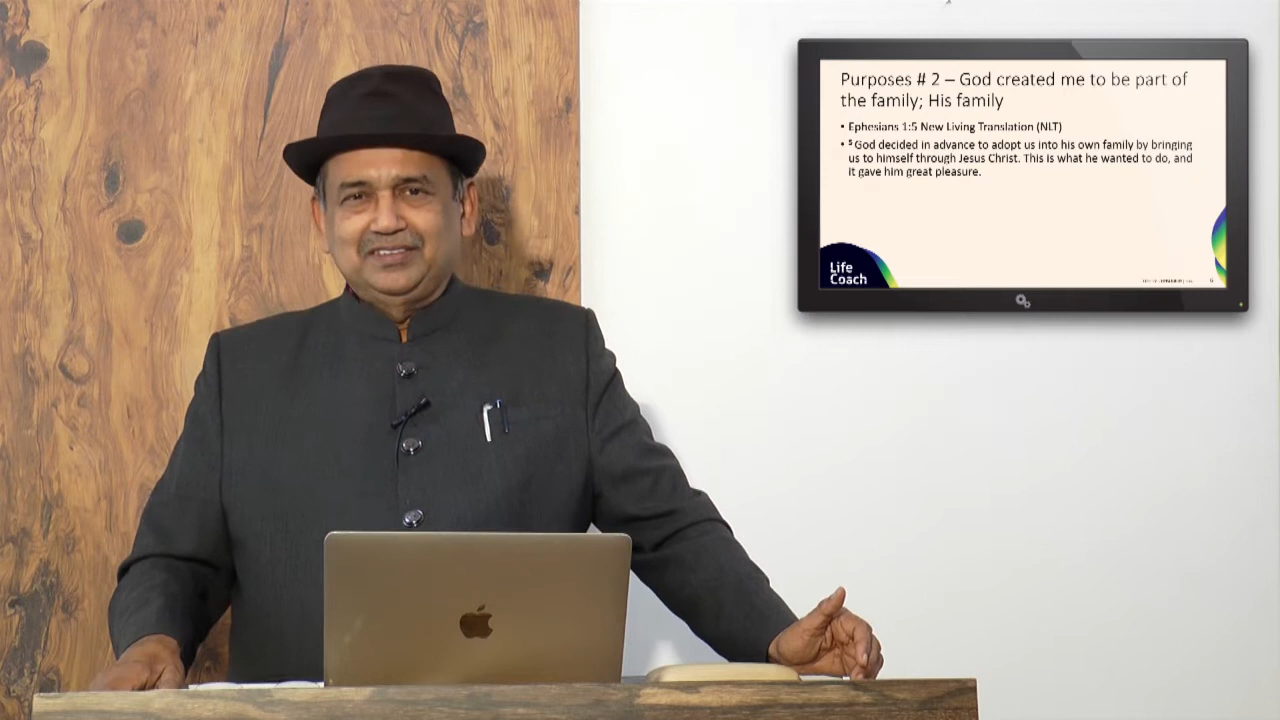 Purposes # 2 – God created me to be part of
the family; His family
• Ephesians 1:5 New Living Translation (NLT)
• 5 God decided in advance to adopt us into his own family by bringing
us to himself through Jesus Christ. This is what he wanted to do, and
it gave him great pleasure.
Life
Coach